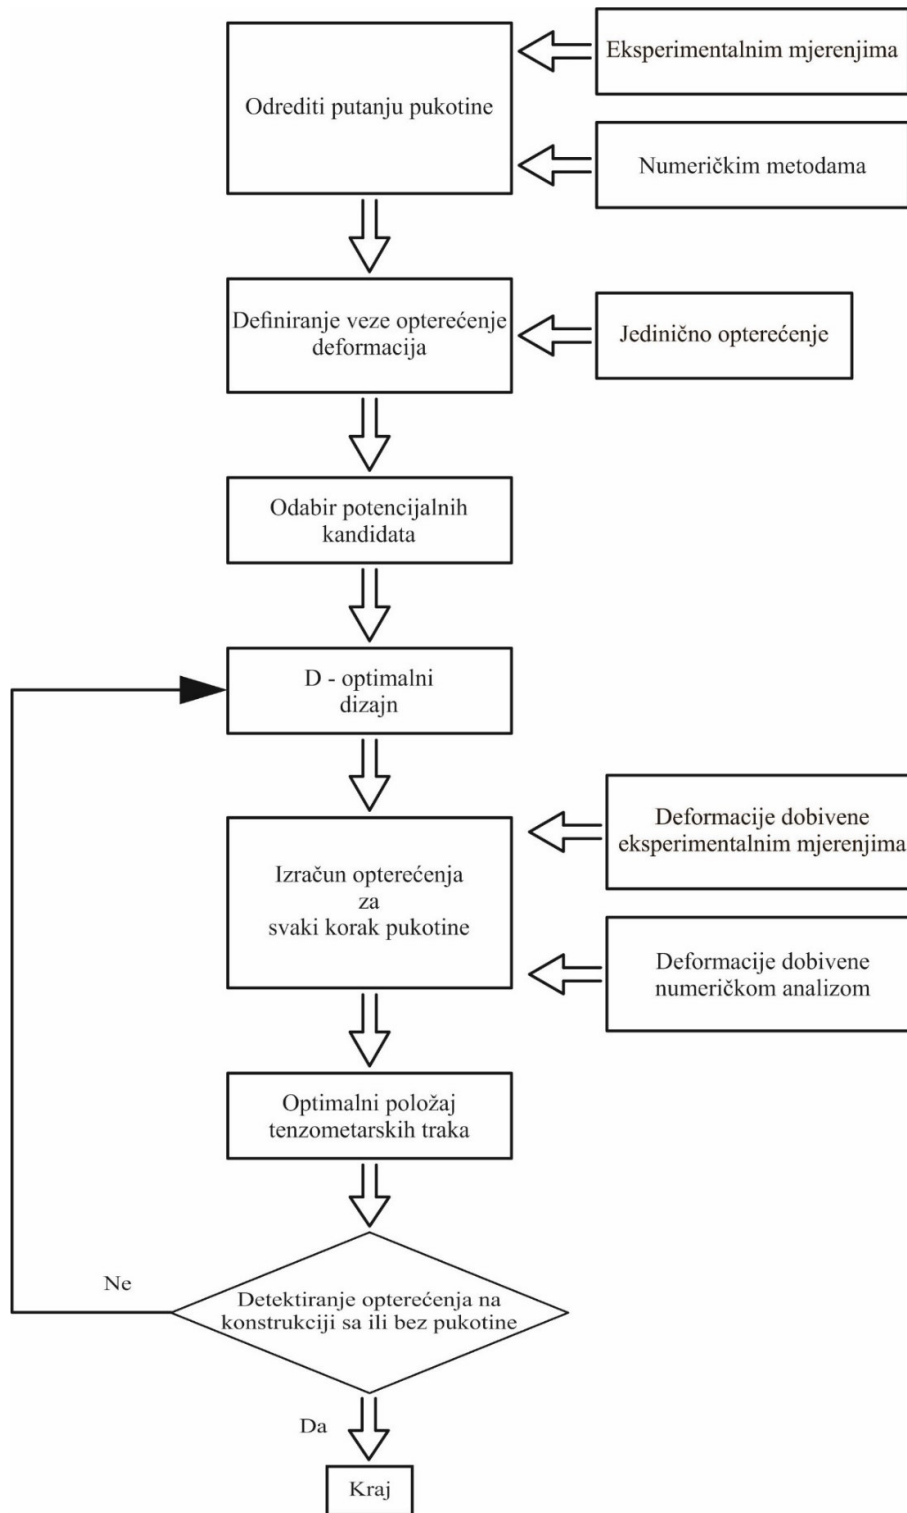 Odrediti putanju pukotine
Eksperimentalnim mjerenjima
Numeričkim metodama
Definiranje veze opterećenje
deformacija
Jedinično opterećenje
Odabir potencijalnih
kandidata
D - optimalni
dizajn
Izračun opterećenja
za
svaki korak pukotine
Deformacije dobivene
eksperimentalnim mjerenjima
Deformacije dobivene
numeričkom analizom
Optimalni položaj
tenzometarskih traka
Ne
Detektiranje opterećenja na
konstrukciji sa ili bez pukotine
Da
Kraj